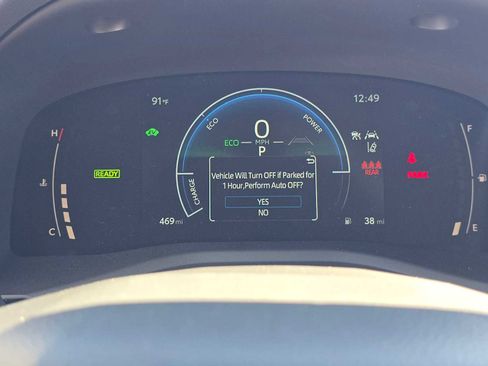 91°F
12:49
H
C
READY
ECO
POWER
CHARGE
0
ECO MPH
P
Vehicle Will Turn OFF if Parked for
1 Hour,Perform Auto OFF?
YES
NO
REAR
F
E
469 mi
38 mi